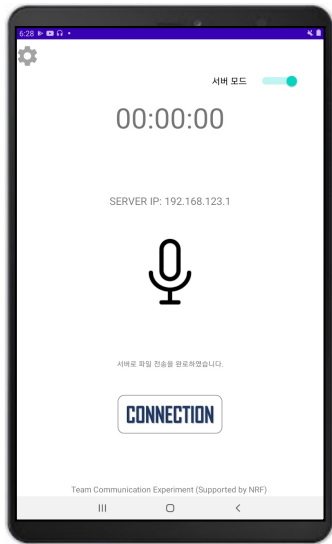 6:28
서버 모드
00:00:00
SERVER IP: 192.168.123.1
서버로 파일 전송을 완료하였습니다.
CONNECTION
Team Communication Experiment (Supported by NRF)